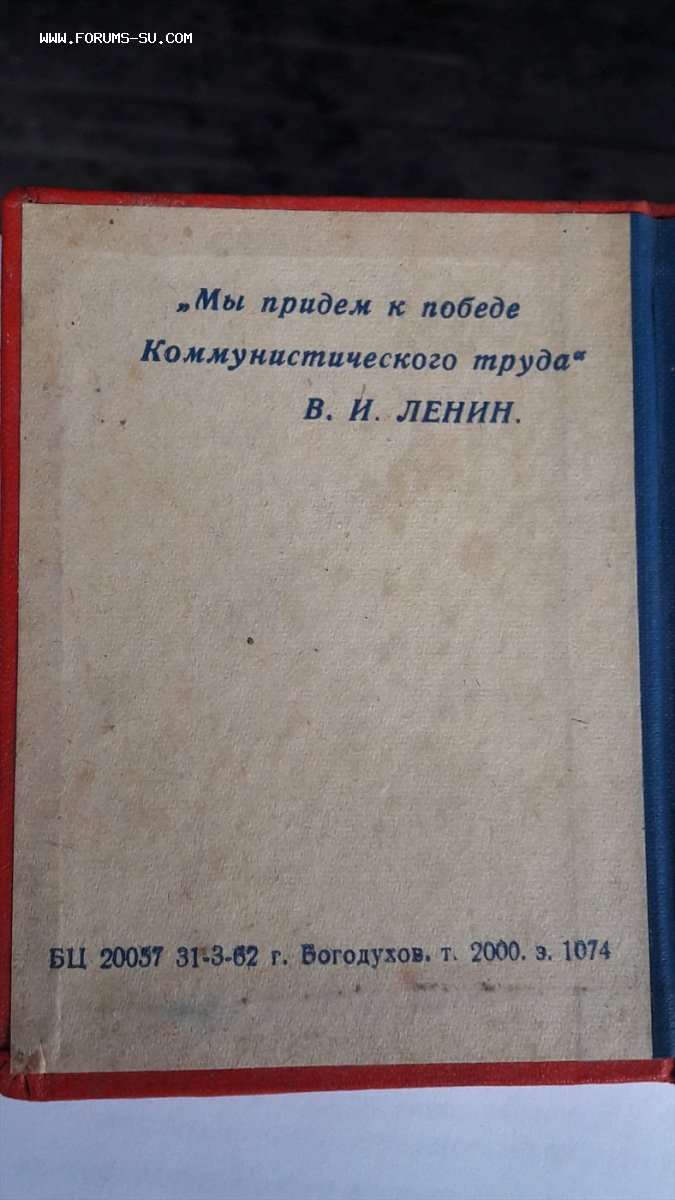 WWW.FORUMS-SU.COM
„Мы придем к победе
Коммунистического труда“
В. И. ЛЕНИН.
БЦ 20057 31-3-62 г. Богодухов. т. 2000. з. 1074